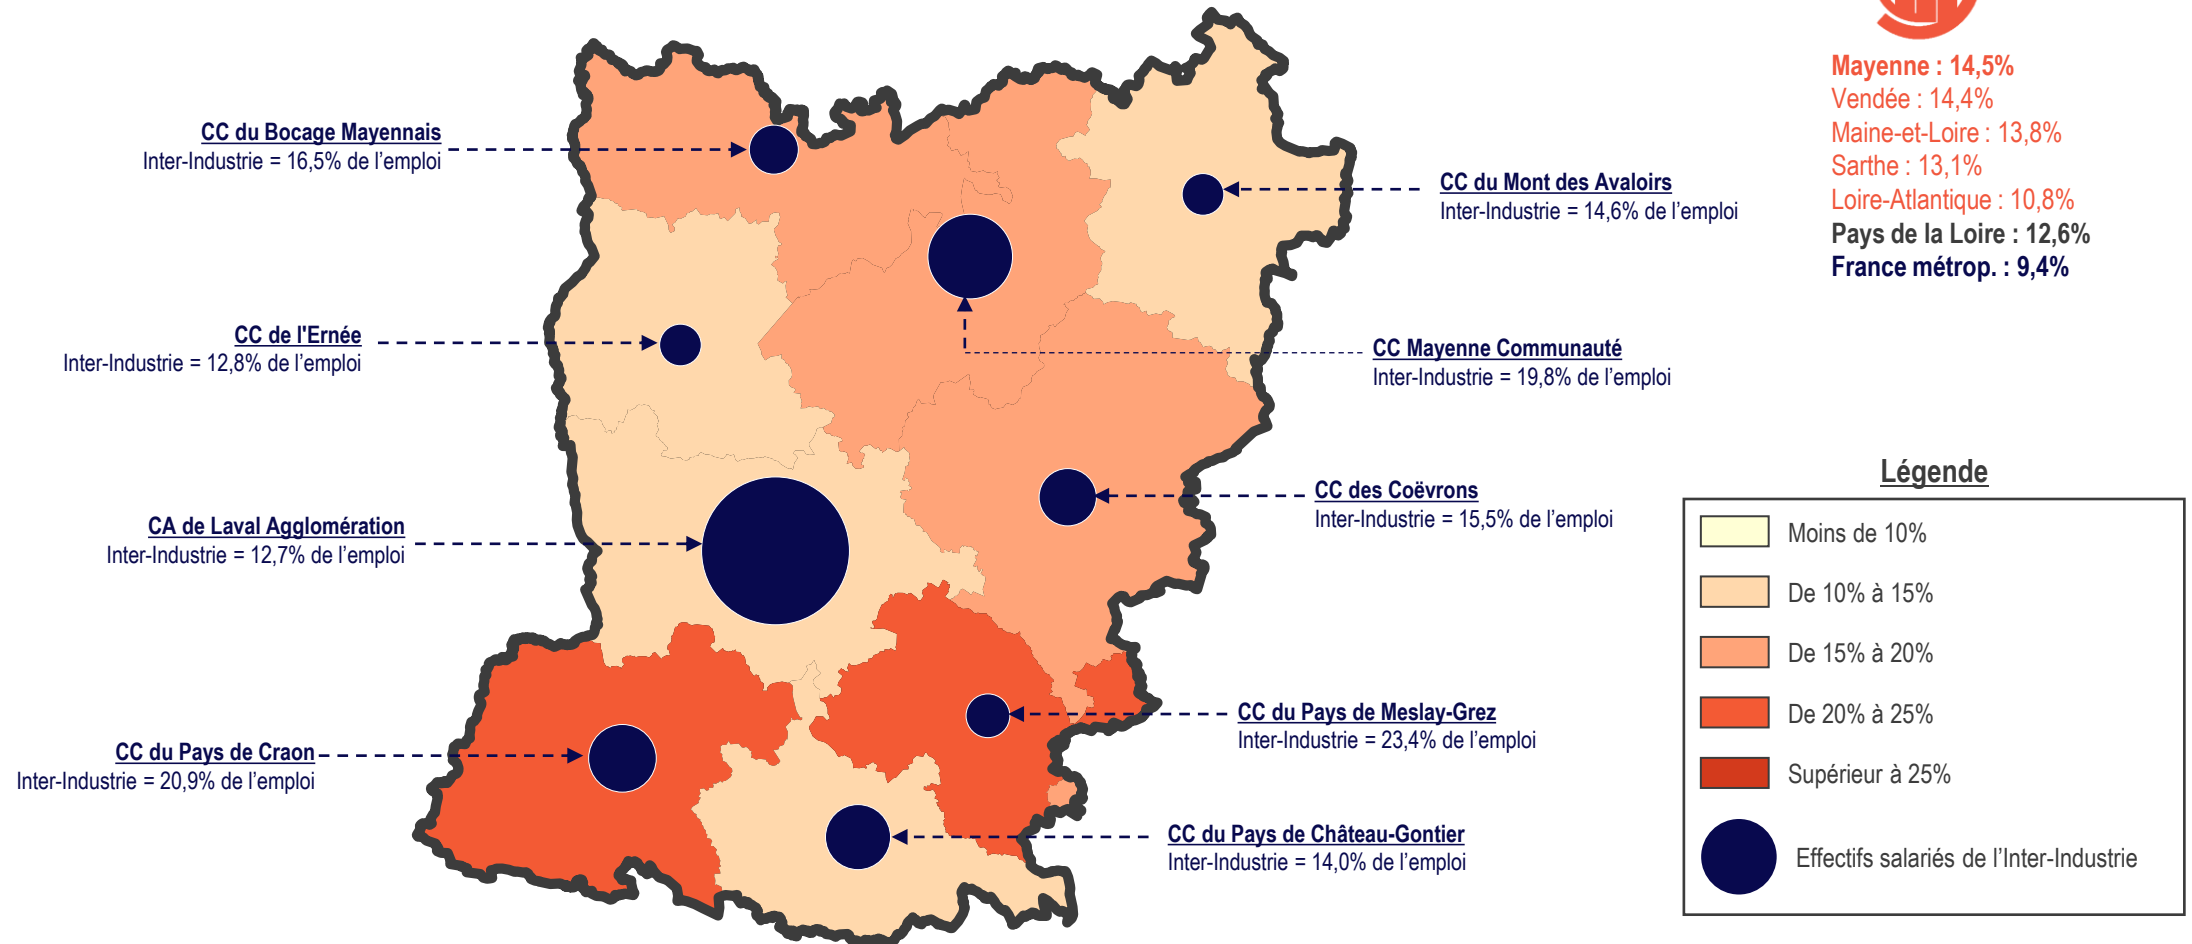 CC du Bocage Mayennais
Inter-Industrie = 16,5% de l’emploi
CC de l'Ernée
Inter-Industrie = 12,8% de l’emploi
CA de Laval Agglomération
Inter-Industrie = 12,7% de l’emploi
CC du Pays de Craon
Inter-Industrie = 20,9% de l’emploi
CC du Mont des Avaloirs
Inter-Industrie = 14,6% de l’emploi
CC Mayenne Communauté
Inter-Industrie = 19,8% de l’emploi
CC des Coëvrons
Inter-Industrie = 15,5% de l’emploi
CC du Pays de Meslay-Grez
Inter-Industrie = 23,4% de l’emploi
CC du Pays de Château-Gontier
Inter-Industrie = 14,0% de l’emploi
Mayenne : 14,5%
Vendée : 14,4%
Maine-et-Loire : 13,8%
Sarthe : 13,1%
Loire-Atlantique : 10,8%
Pays de la Loire : 12,6%
France métrop. : 9,4%
Légende
Moins de 10%
De 10% à 15%
De 15% à 20%
De 20% à 25%
Supérieur à 25%
Effectifs salariés de l’Inter-Industrie